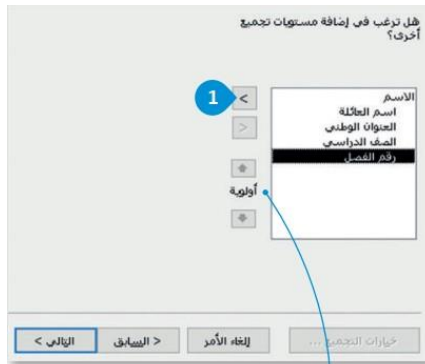 هل ترغب في إضافة مستويات تجميع
أخرى؟
1
<
الاسم
اسم العائلة
العنوان الوطني
الصف الدراسي
رقم الفصل
>
أولوية
خيارات التجميع ...
إلغاء الأمر
< السابق
التالي >